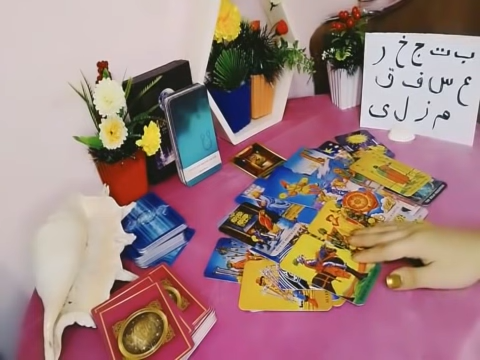 ب ت ج خ ر
ع س ف ق
م ز ل ی